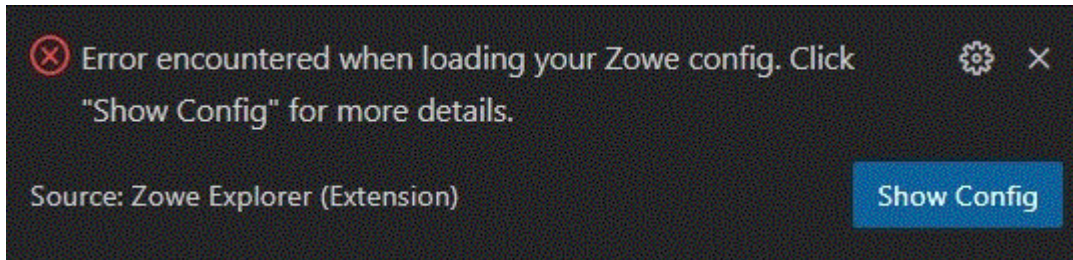 Error encountered when loading your Zowe config. Click
"Show Config" for more details.
Source: Zowe Explorer (Extension)
Show Config